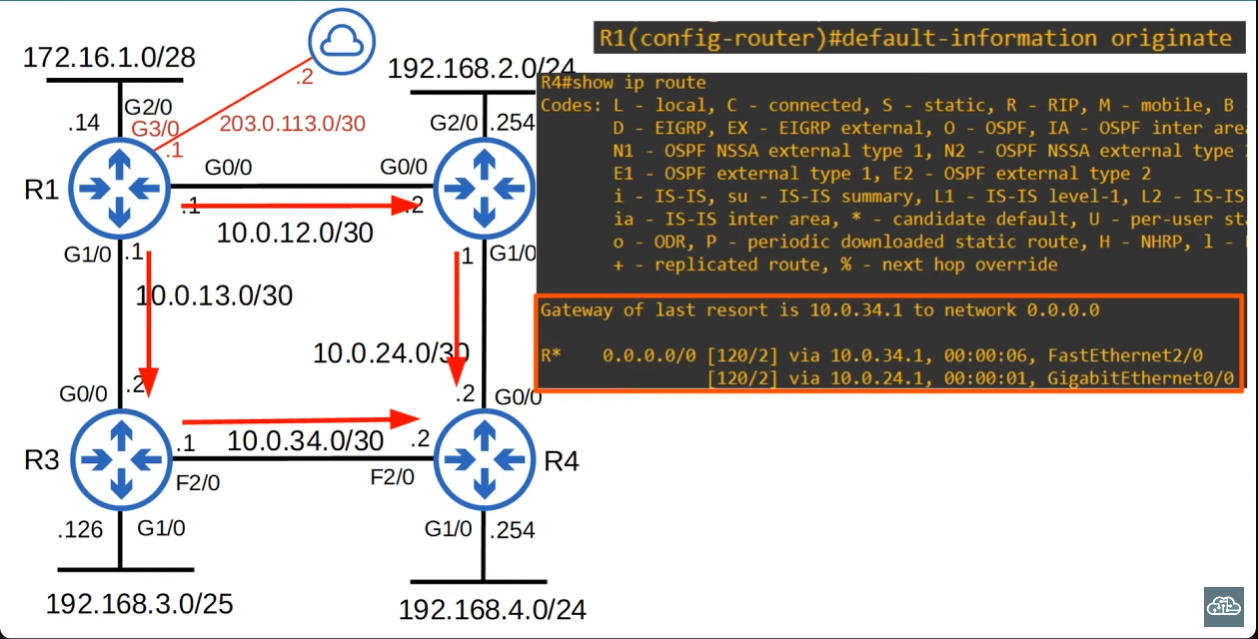 172.16.1.0/28
.2
192.168.2.0/24
G2/0
.14
G3/0
.1
203.0.113.0/30
G2/0
.254
R1
G0/0
G0/0
.1
.2
10.0.12.0/30
G1/0
.1
1
G1/0
10.0.13.0/30
10.0.24.0/30
G0/0
.2
.2
G0/0
R3
.1
10.0.34.0/30
.2
R4
F2/0
F2/0
.126
G1/0
G1/0
.254
192.168.3.0/25
192.168.4.0/24
R1(config-router)#default-information originate
R4#show ip route
Codes: L - local, C - connected, S - static, R - RIP, M - mobile, B
D - EIGRP, EX - EIGRP external, O - OSPF, IA - OSPF inter area
N1 - OSPF NSSA external type 1, N2 - OSPF NSSA external type
E1 - OSPF external type 1, E2 - OSPF external type 2
i - IS-IS, su - IS-IS summary, L1 - IS-IS level-1, L2 - IS-IS
ia - IS-IS inter area, * - candidate default, U - per-user
o - ODR, P - periodic downloaded static route, H - NHRP, l -
+ - replicated route, % - next hop override
Gateway of last resort is 10.0.34.1 to network 0.0.0.0
R* 0.0.0.0/0 [120/2] via 10.0.34.1, 00:00:06, FastEthernet2/0
[120/2] via 10.0.24.1, 00:00:01, GigabitEthernet0/0